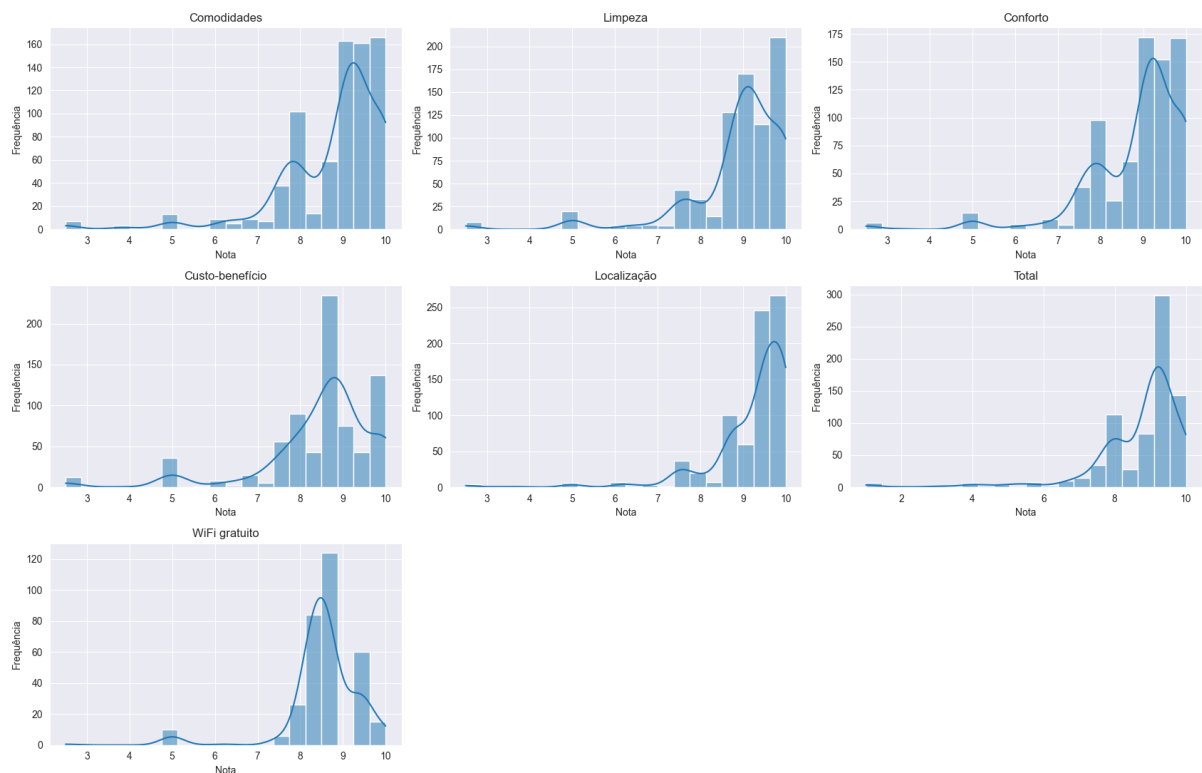 Comodidades
Frequência
160
140
120
100
80
60
40
20
0
3 4 5 6 7 8 9 10
Nota
Limpeza
Frequência
200
175
150
125
100
75
50
25
0
3 4 5 6 7 8 9 10
Nota
Conforto
Frequência
175
150
125
100
75
50
25
0
3 4 5 6 7 8 9 10
Nota
Custo-benefício
Frequência
200
150
100
50
0
3 4 5 6 7 8 9 10
Nota
Localização
Frequência
250
200
150
100
50
0
3 4 5 6 7 8 9 10
Nota
Total
Frequência
300
250
200
150
100
50
0
2 4 6 8 10
Nota
WiFi gratuito
Frequência
120
100
80
60
40
20
0
3 4 5 6 7 8 9 10
Nota